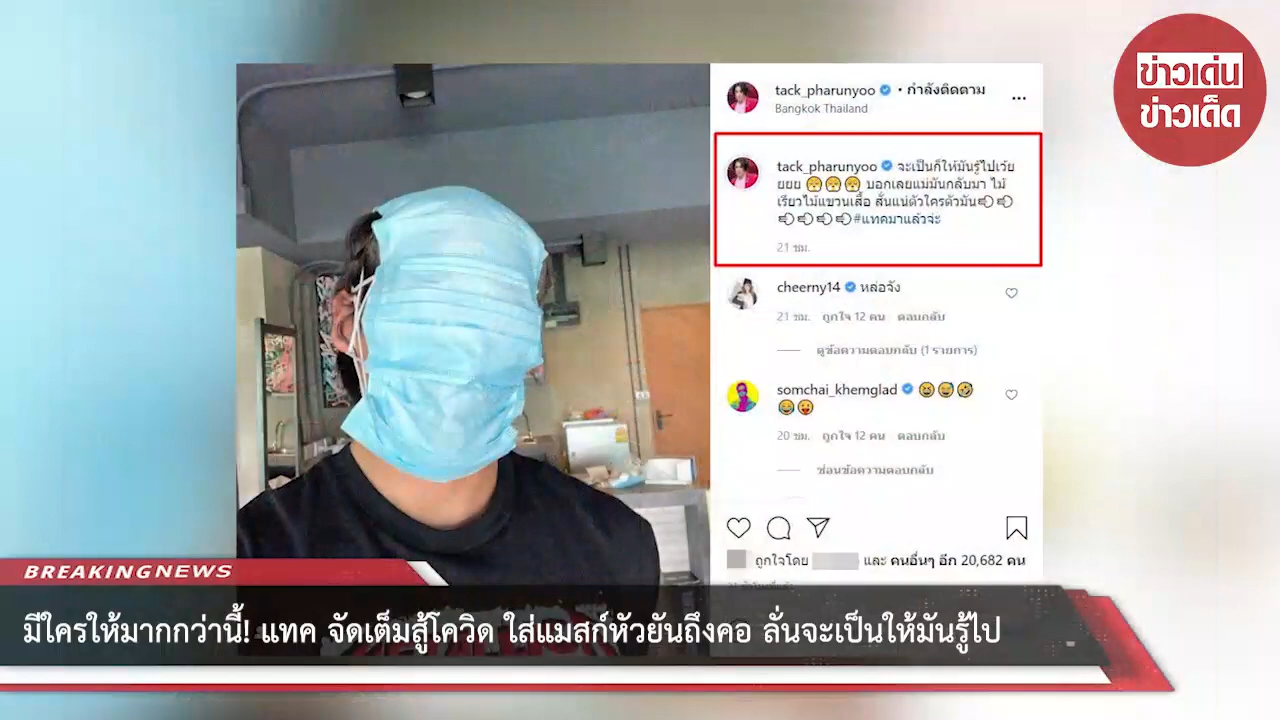 ข่าวเด่น
ข่าวเด็ด
tack_pharunyoo • กำลังติดตาม
Bangkok Thailand
tack_pharunyoo จะเป็นก็ให้มันรู้ไปเว้ย
ยยย 😤😤😤 บอกเลยแม่มันกลับมา ไม้
เรียวไม้แขวนเสื้อ สั่นแน่ตัวใครตัวมัน💨💨
💨💨💨💨#แทคมาแล้วจ่ะ
21 ชม.
cheerny14 หล่อจัง
21 ชม. ถูกใจ 12 คน ตอบกลับ
ดูข้อความตอบกลับ (1 รายการ)
somchai_khemglad 😆😅🤣
😂😜
20 ชม. ถูกใจ 12 คน ตอบกลับ
ซ่อนข้อความตอบกลับ
ถูกใจโดย และ คนอื่นๆ อีก 20,682 คน
BREAKING NEWS
มีใครให้มากกว่านี้! แทค จัดเต็มสู้โควิด ใส่แมสก์หัวยันถึงคอ ลั่นจะเป็นให้มันรู้ไป